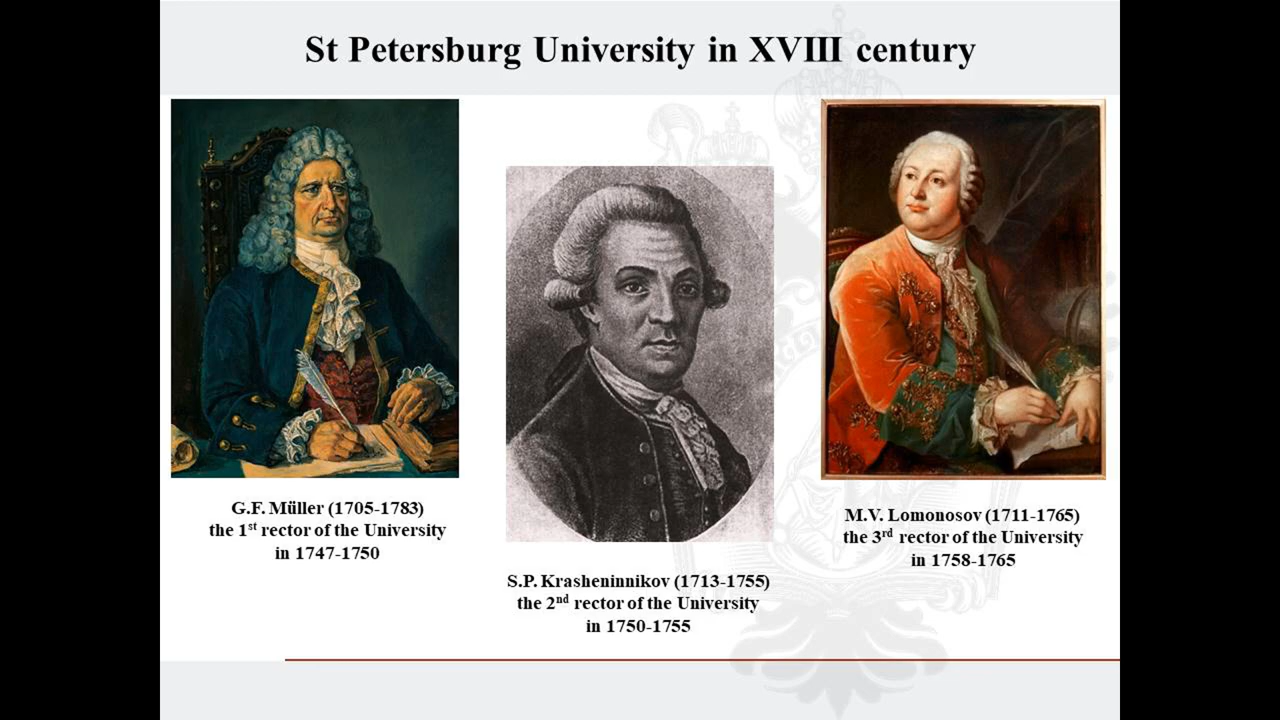 St Petersburg University in XVIII century
G.F. Müller (1705-1783)
the 1st rector of the University
in 1747-1750
S.P. Krasheninnikov (1713-1755)
the 2nd rector of the University
in 1750-1755
M.V. Lomonosov (1711-1765)
the 3rd rector of the University
in 1758-1765